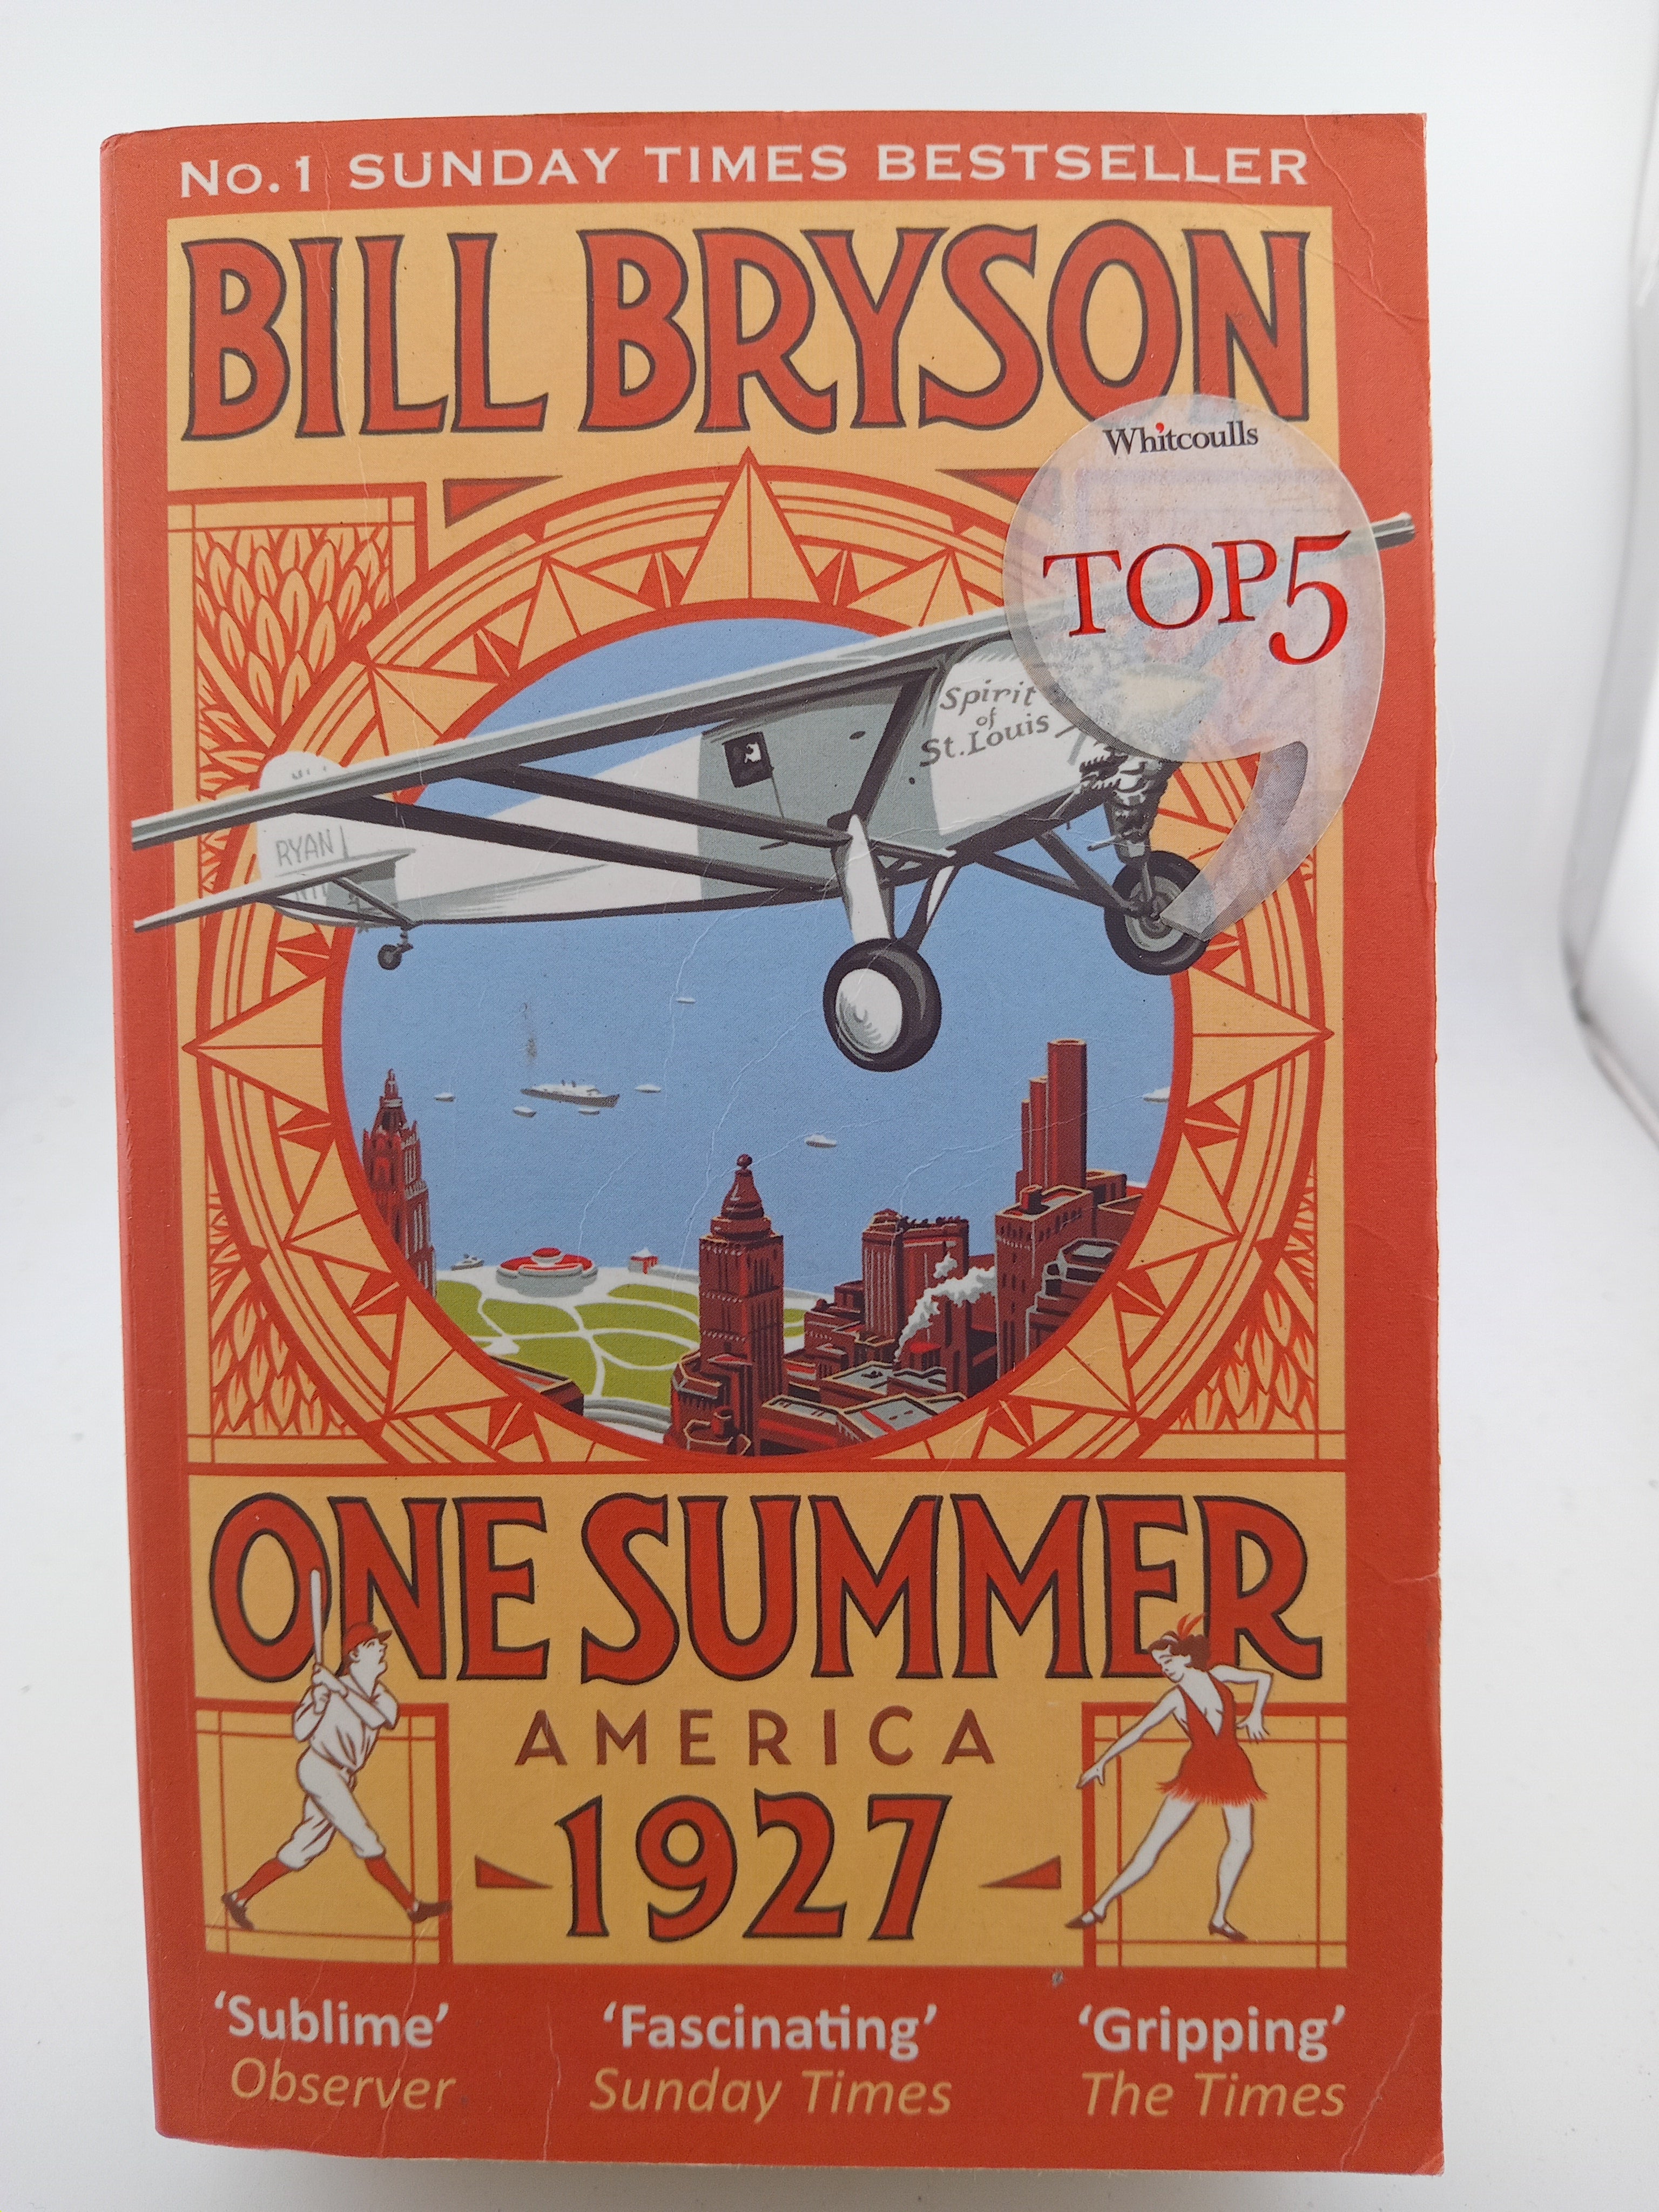 No.1 SUNDAY TIMES BESTSELLER
BILL BRYSON
Whitcoulls
TOP5
Spirit
of
St. Louis
RYAN
ONE SUMMER
AMERICA
1927
‘Sublime’
Observer
‘Fascinating’
Sunday Times
‘Gripping’
The Times